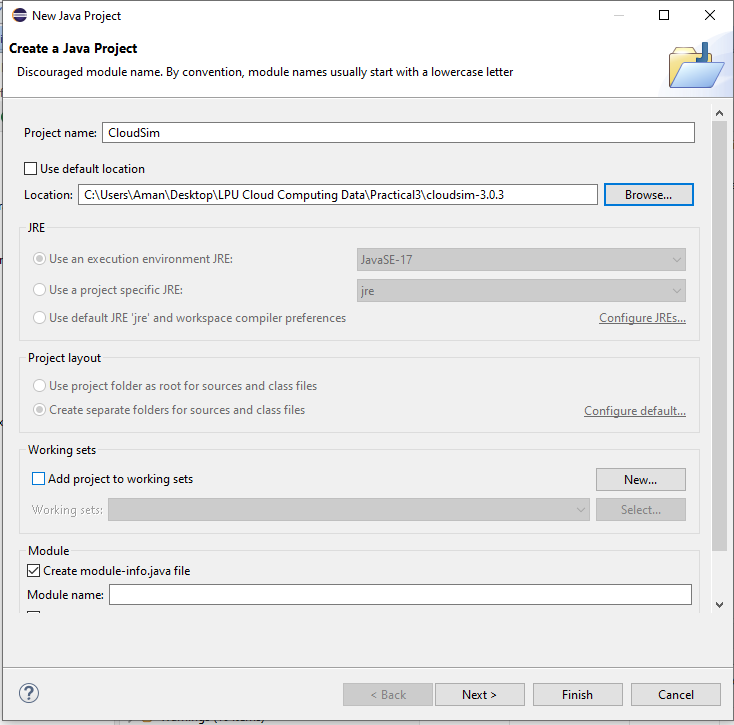 New Java Project
Create a Java Project
Discouraged module name. By convention, module names usually start with a lowercase letter
Project name: CloudSim
Use default location
Location: C:\Users\Aman\Desktop\LPU Cloud Computing Data\Practical3\cloudsim-3.0.3 Browse...
JRE
Use an execution environment JRE: JavaSE-17
Use a project specific JRE: jre
Use default JRE 'jre' and workspace compiler preferences Configure JREs...
Project layout
Use project folder as root for sources and class files
Create separate folders for sources and class files Configure default...
Working sets
Add project to working sets New...
Working sets: Select...
Module
Create module-info.java file
Module name:
< Back Next > Finish Cancel